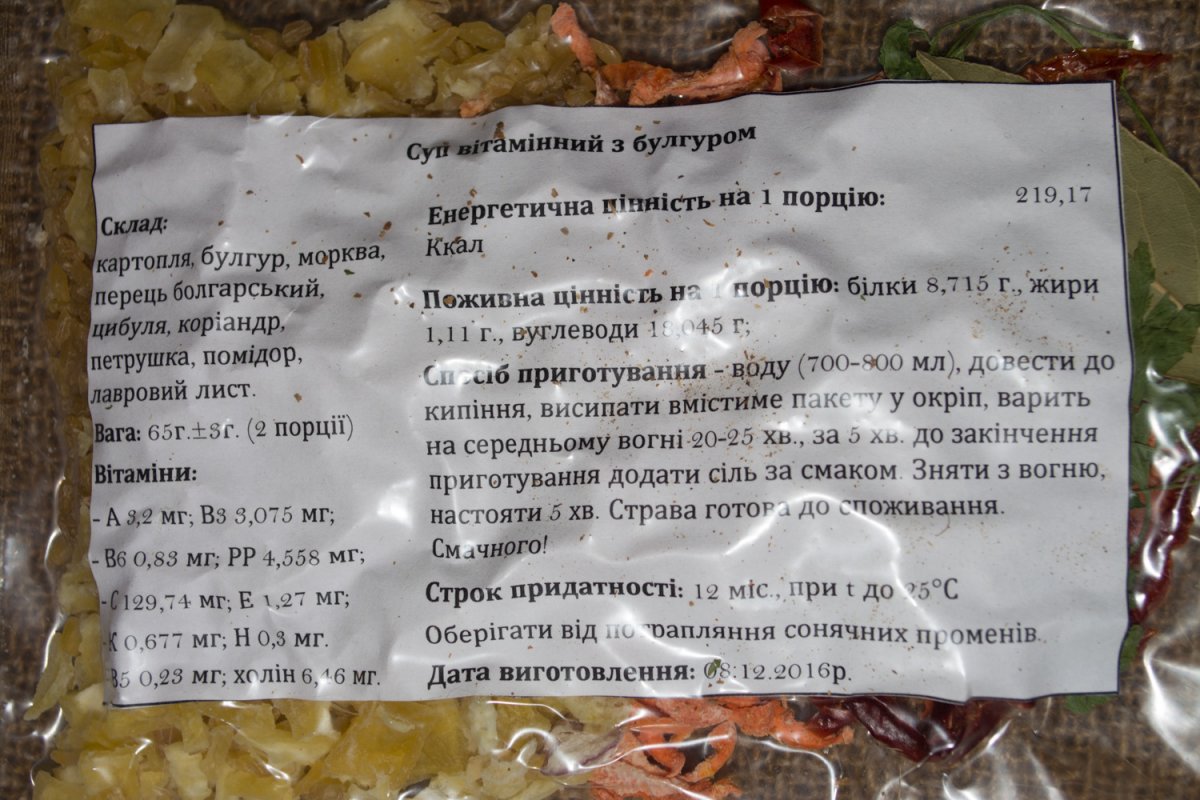 Суп вітамінний з булгуром
Склад:
картопля, булгур, морква,
перець болгарський,
цибуля, коріандр,
петрушка, помідор,
лавровий лист.
Вага: 65г.±3г. (2 порції)
Вітаміни:
- А 3,2 мг; В3 3,075 мг;
- В6 0,83 мг; РР 4,558 мг;
- С 129,74 мг; Е 1,27 мг;
- К 0,677 мг; Н 0,3 мг.
В5 0,23 мг; холін 6,46 мг.
Енергетична цінність на 1 порцію: 219,17
Ккал
Поживна цінність на 1 порцію: білки 8,715 г., жири
1,11 г., вуглеводи 18,045 г;
Спосіб приготування – воду (700-800 мл), довести до
кипіння, висипати вмістиме пакету у окріп, варить
на середньому вогні 20-25 хв., за 5 хв. до закінчення
приготування додати сіль за смаком. Зняти з вогню,
настояти 5 хв. Страва готова до споживання.
Смачного!
Строк придатності: 12 міс., при t до 25°С
Оберігати від потрапляння сонячних променів.
Дата виготовлення: 08.12.2016р.